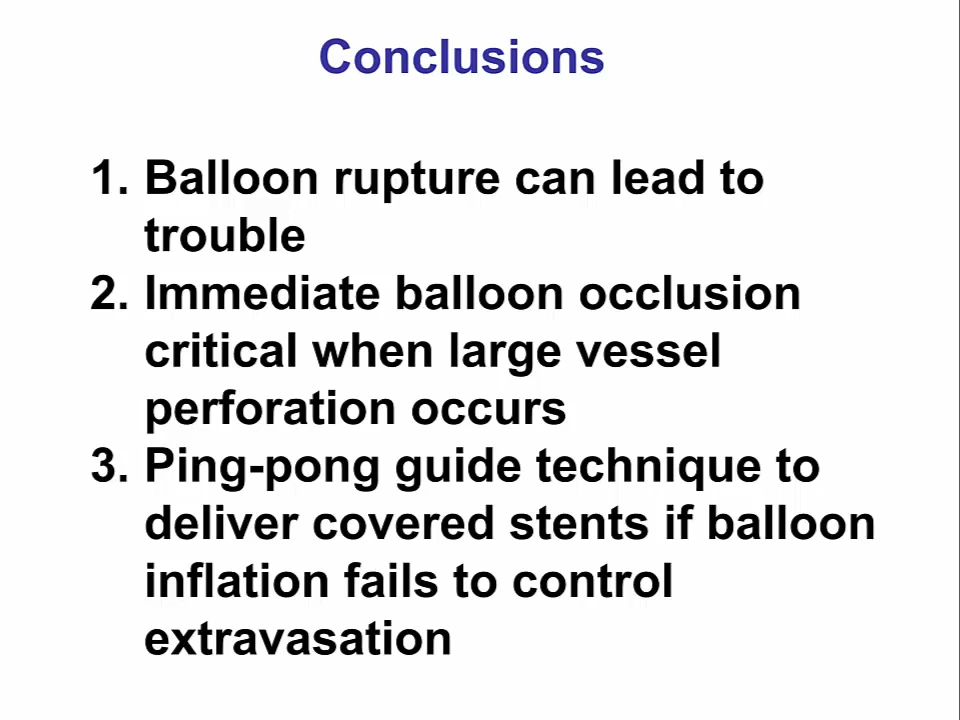 Conclusions
1. Balloon rupture can lead to
trouble
2. Immediate balloon occlusion
critical when large vessel
perforation occurs
3. Ping-pong guide technique to
deliver covered stents if balloon
inflation fails to control
extravasation